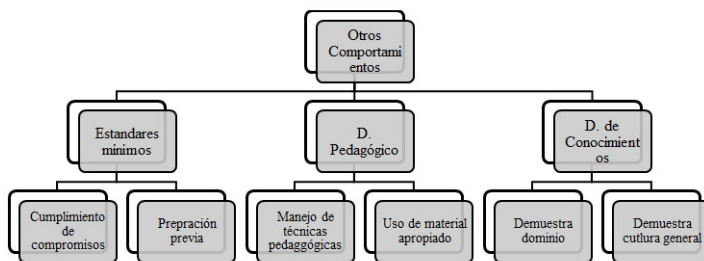 Otros
Comportami
entos
Estandares
mínimos
D.
Pedagógico
D. de
Conocimient
os
Cumplimiento
de
compromisos
Prepración
previa
Manejo de
técnicas
pedaggógicas
Uso de material
apropiado
Demuestra
dominio
Demuestra
cutlura general